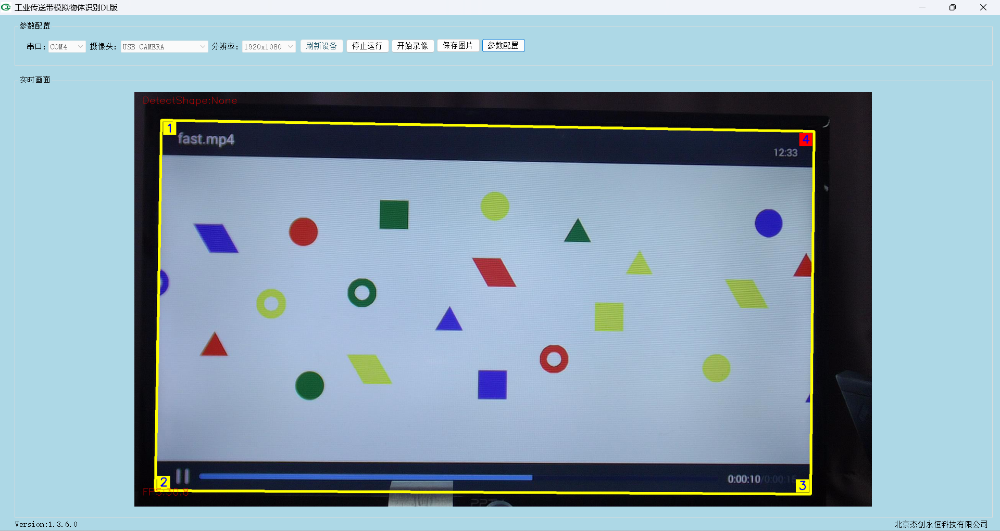 工业传送带模拟物体识别DL版
参数配置
串口: COM4 摄像头: USB CAMERA 分辨率: 1920x1080 刷新设备 停止运行 开始录像 保存图片 参数配置
实时画面
DetectShape:None
1
4
fast.mp4
12:33
2
0:00:10/0:00:15
3
FPS:30.8
Version:1.3.6.0
北京杰创永恒科技有限公司